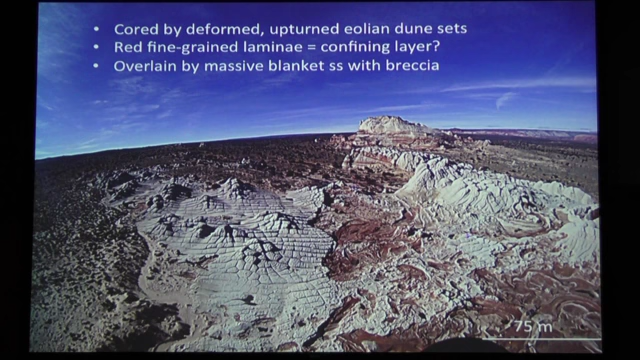 • Cored by deformed, upturned eolian dune sets
• Red fine-grained laminae = confining layer?
• Overlain by massive blanket ss with breccia
75 m